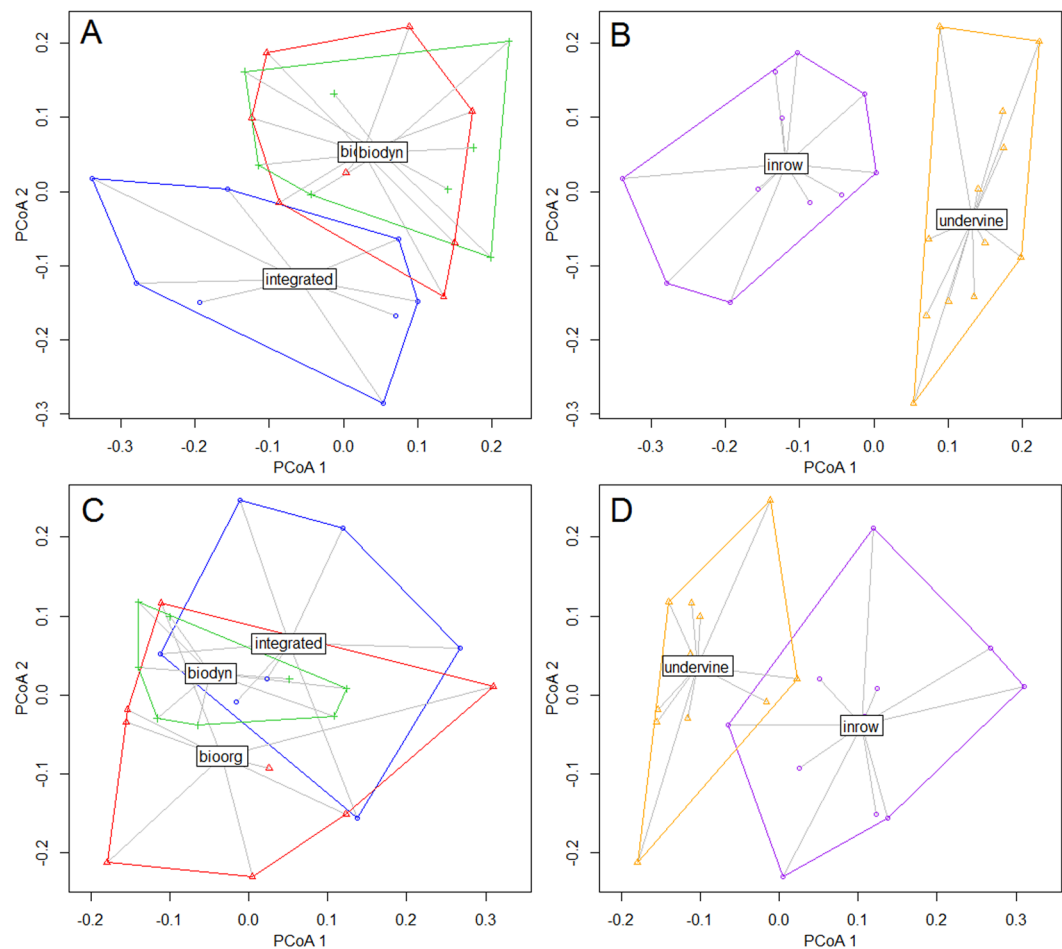 A
PCoA 2
0.2
0.1
0.0
-0.1
-0.2
-0.3
biodyn
integrated
-0.3 -0.2 -0.1 0.0 0.1 0.2
PCoA 1
B
PCoA 2
0.2
0.1
0.0
-0.1
-0.2
-0.3
inrow
undervine
-0.3 -0.2 -0.1 0.0 0.1 0.2
PCoA 1
C
PCoA 2
0.2
0.1
0.0
-0.1
-0.2
integrated
biodyn
bioorg
-0.2 -0.1 0.0 0.1 0.2 0.3
PCoA 1
D
PCoA 2
0.2
0.1
0.0
-0.1
-0.2
undervine
inrow
-0.2 -0.1 0.0 0.1 0.2 0.3
PCoA 1